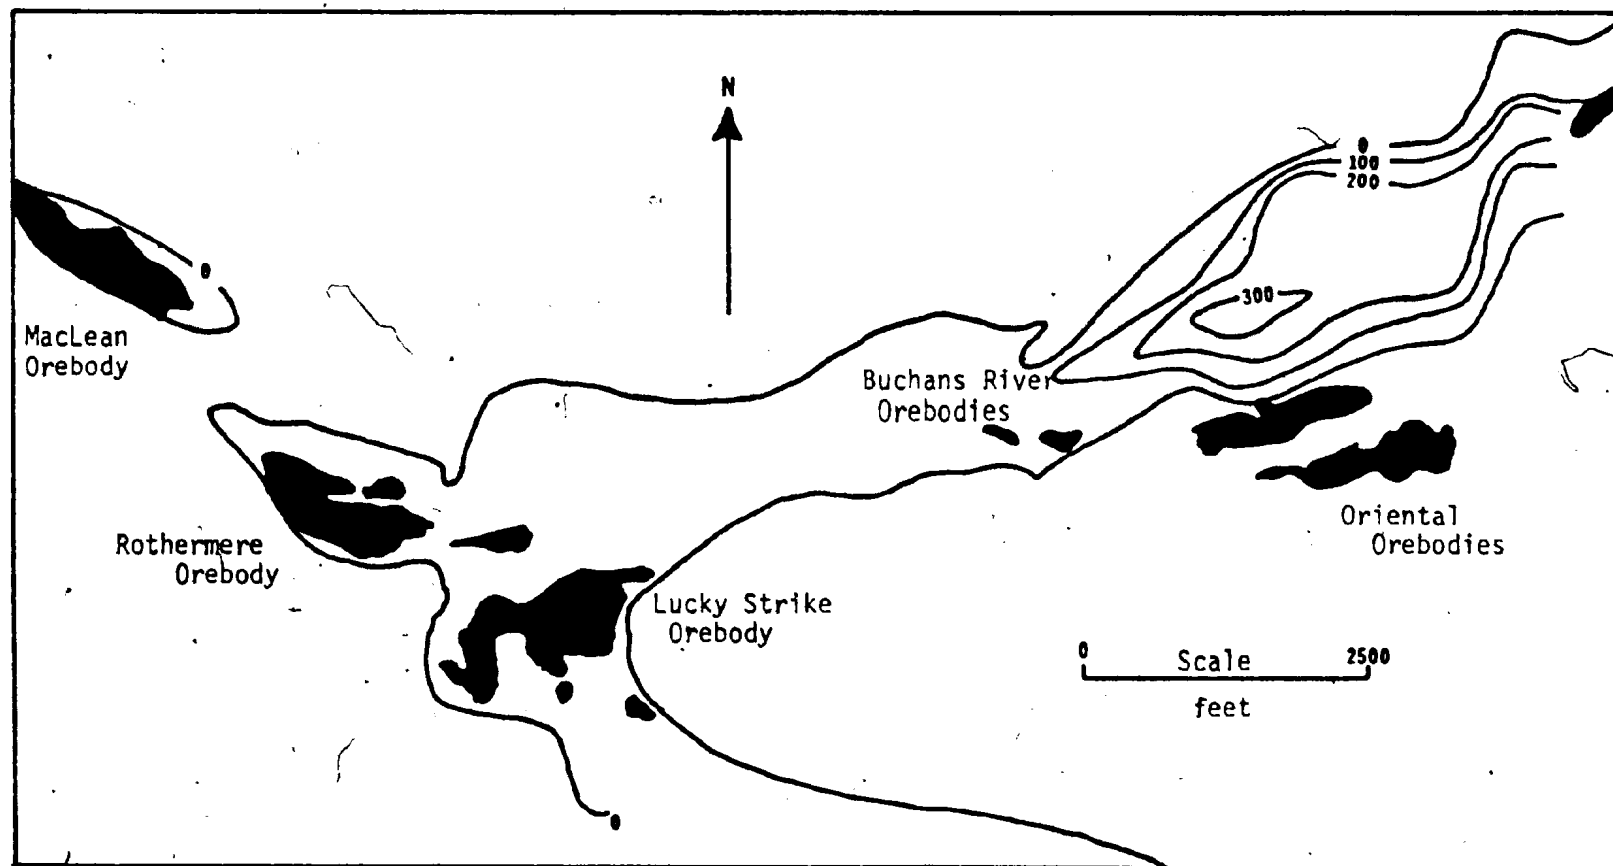 N
0
100
200
300
0
MacLean
Orebody
Buchans River
Orebodies
Rothermere
Orebody
Oriental
Orebodies
Lucky Strike
Orebody
0 2500
Scale
feet
0